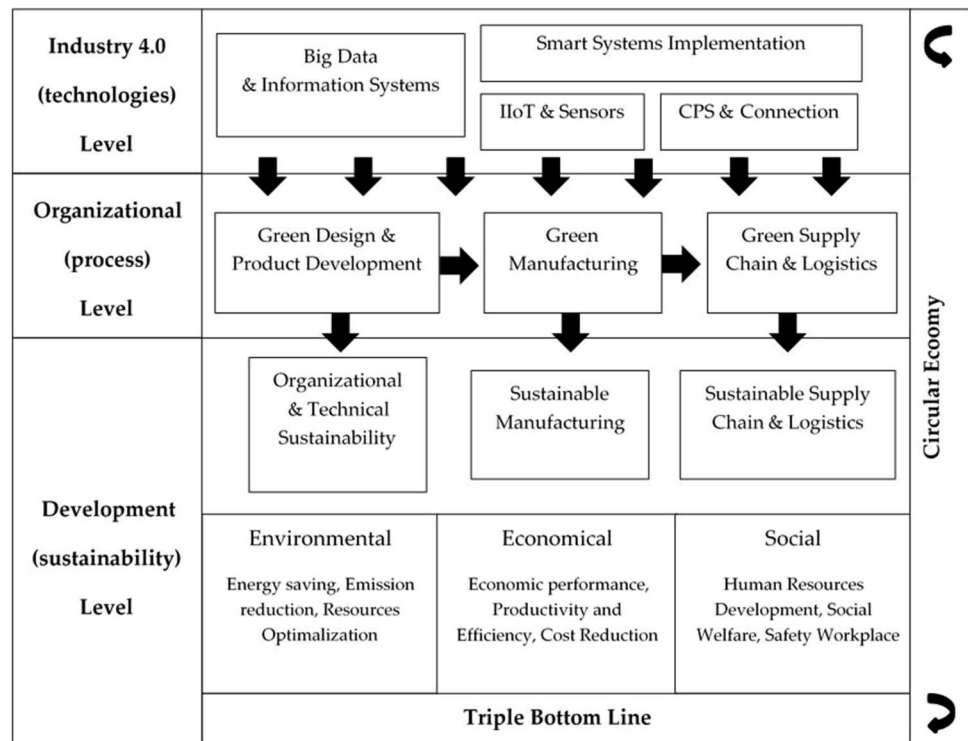 Industry 4.0
(technologies)
Level
Big Data
& Information Systems
Smart Systems Implementation
IIoT & Sensors
CPS & Connection
Organizational
(process)
Level
Green Design &
Product Development
Green
Manufacturing
Green Supply
Chain & Logistics
Development
(sustainability)
Level
Organizational
& Technical
Sustainability
Sustainable
Manufacturing
Sustainable Supply
Chain & Logistics
Environmental
Energy saving, Emission
reduction, Resources
Optimalization
Economical
Economic performance,
Productivity and
Efficiency, Cost Reduction
Social
Human Resources
Development, Social
Welfare, Safety Workplace
Triple Bottom Line
Circular Ecoomy